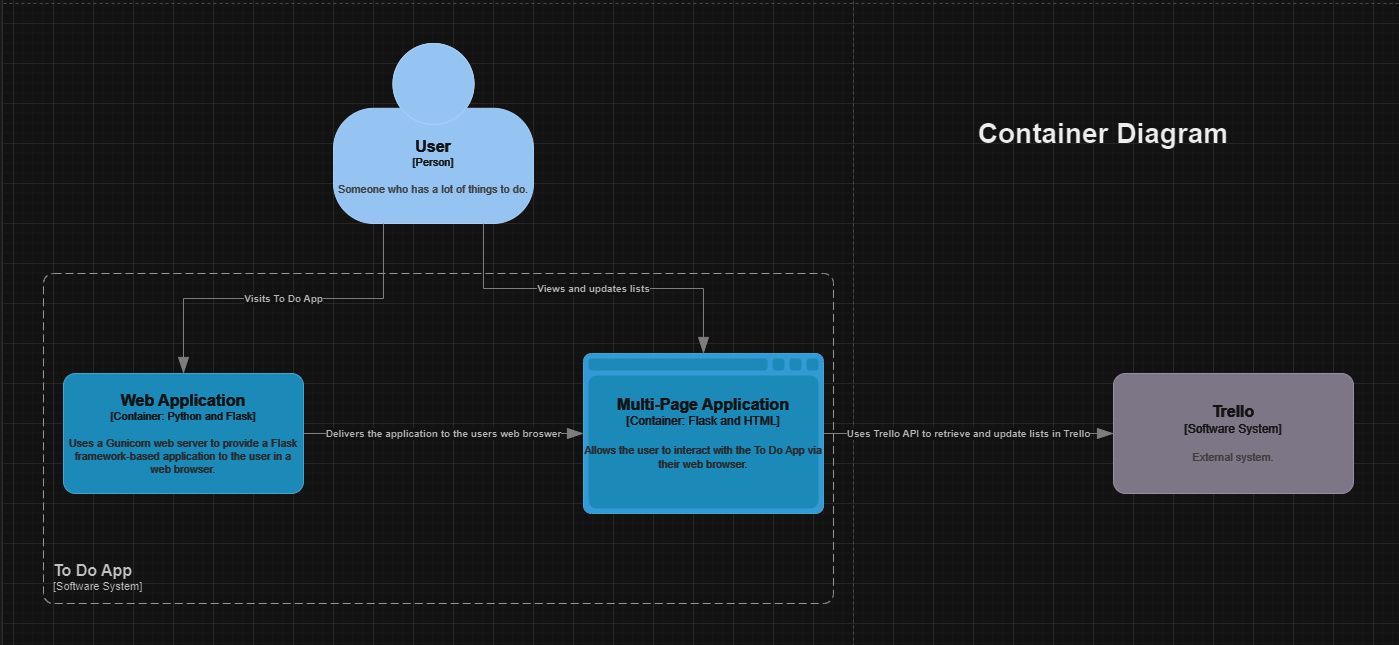 Container Diagram
User
[Person]
Someone who has a lot of things to do.
Visits To Do App
Views and updates lists
Web Application
[Container: Python and Flask]
Uses a Gunicorn web server to provide a Flask
framework-based application to the user in a
web browser.
Delivers the application to the users web broswer
Multi-Page Application
[Container: Flask and HTML]
Allows the user to interact with the To Do App via
their web browser.
Uses Trello API to retrieve and update lists in Trello
Trello
[Software System]
External system.
To Do App
[Software System]